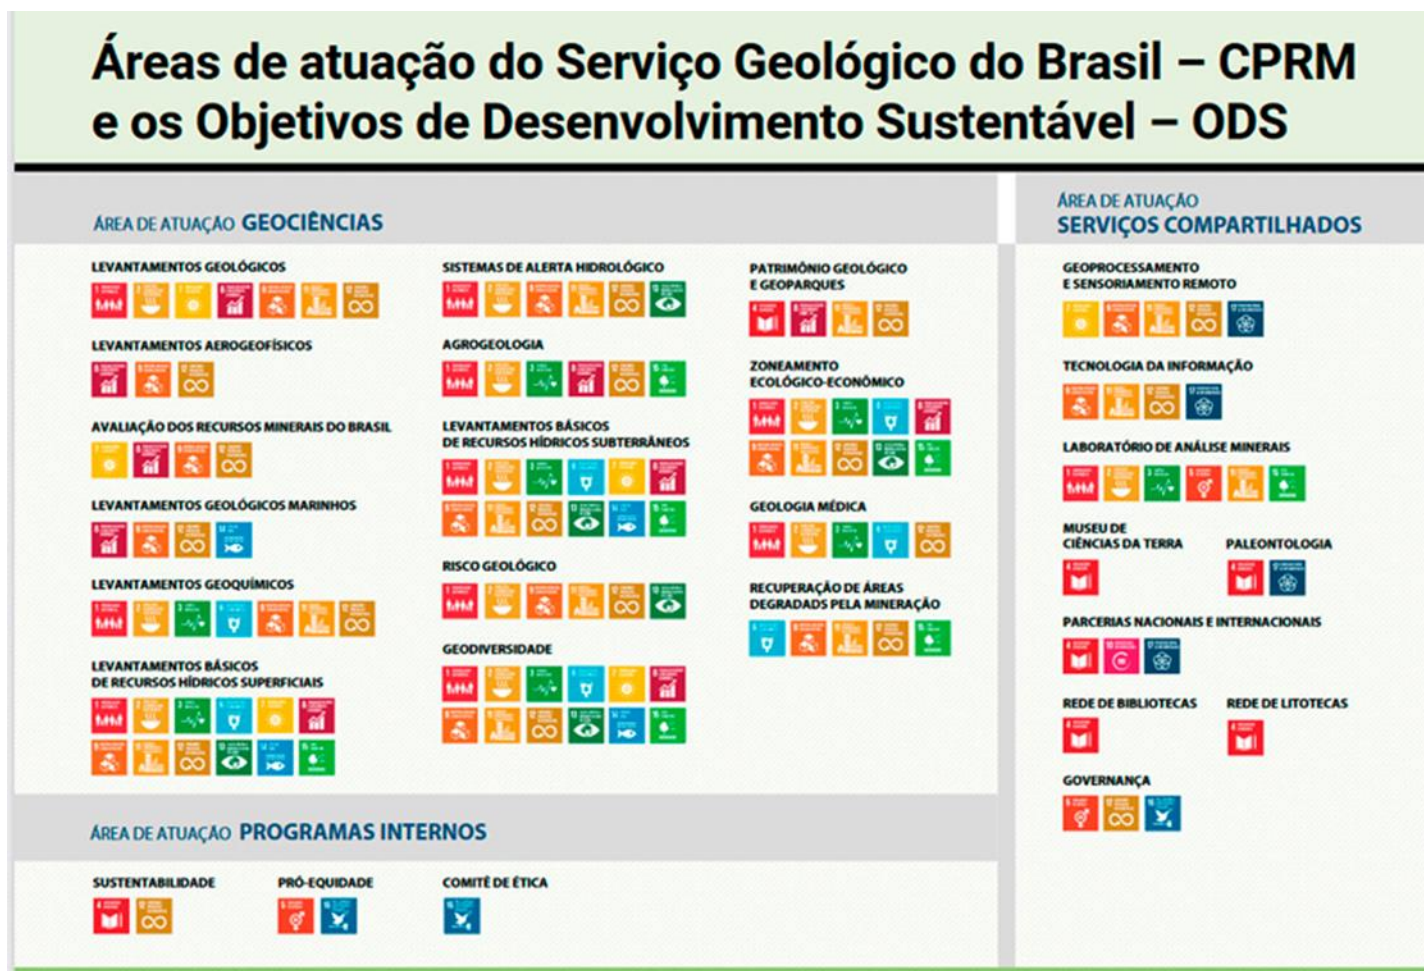 Áreas de atuação do Serviço Geológico do Brasil – CPRM
e os Objetivos de Desenvolvimento Sustentável – ODS
ÁREA DE ATUAÇÃO GEOCIÊNCIAS
LEVANTAMENTOS GEOLÓGICOS
LEVANTAMENTOS AEROGEOFÍSICOS
AVALIAÇÃO DOS RECURSOS MINERAIS DO BRASIL
LEVANTAMENTOS GEOLÓGICOS MARINHOS
LEVANTAMENTOS GEOQUÍMICOS
LEVANTAMENTOS BÁSICOS
DE RECURSOS HÍDRICOS SUPERFICIAIS
SISTEMAS DE ALERTA HIDROLÓGICO
AGROGEOLOGIA
LEVANTAMENTOS BÁSICOS
DE RECURSOS HÍDRICOS SUBTERRÂNEOS
RISCO GEOLÓGICO
GEODIVERSIDADE
PATRIMÔNIO GEOLÓGICO
E GEOPARQUES
ZONEAMENTO
ECOLÓGICO-ECONÔMICO
GEOLOGIA MÉDICA
RECUPERAÇÃO DE ÁREAS
DEGRADADS PELA MINERAÇÃO
ÁREA DE ATUAÇÃO
SERVIÇOS COMPARTILHADOS
GEOPROCESSAMENTO
E SENSORIAMENTO REMOTO
TECNOLOGIA DA INFORMAÇÃO
LABORATÓRIO DE ANÁLISE MINERAIS
MUSEU DE
CIÊNCIAS DA TERRA
PALEONTOLOGIA
PARCERIAS NACIONAIS E INTERNACIONAIS
REDE DE BIBLIOTECAS
REDE DE LITOTECAS
GOVERNANÇA
ÁREA DE ATUAÇÃO PROGRAMAS INTERNOS
SUSTENTABILIDADE
PRÓ-EQUIDADE
COMITÊ DE ÉTICA